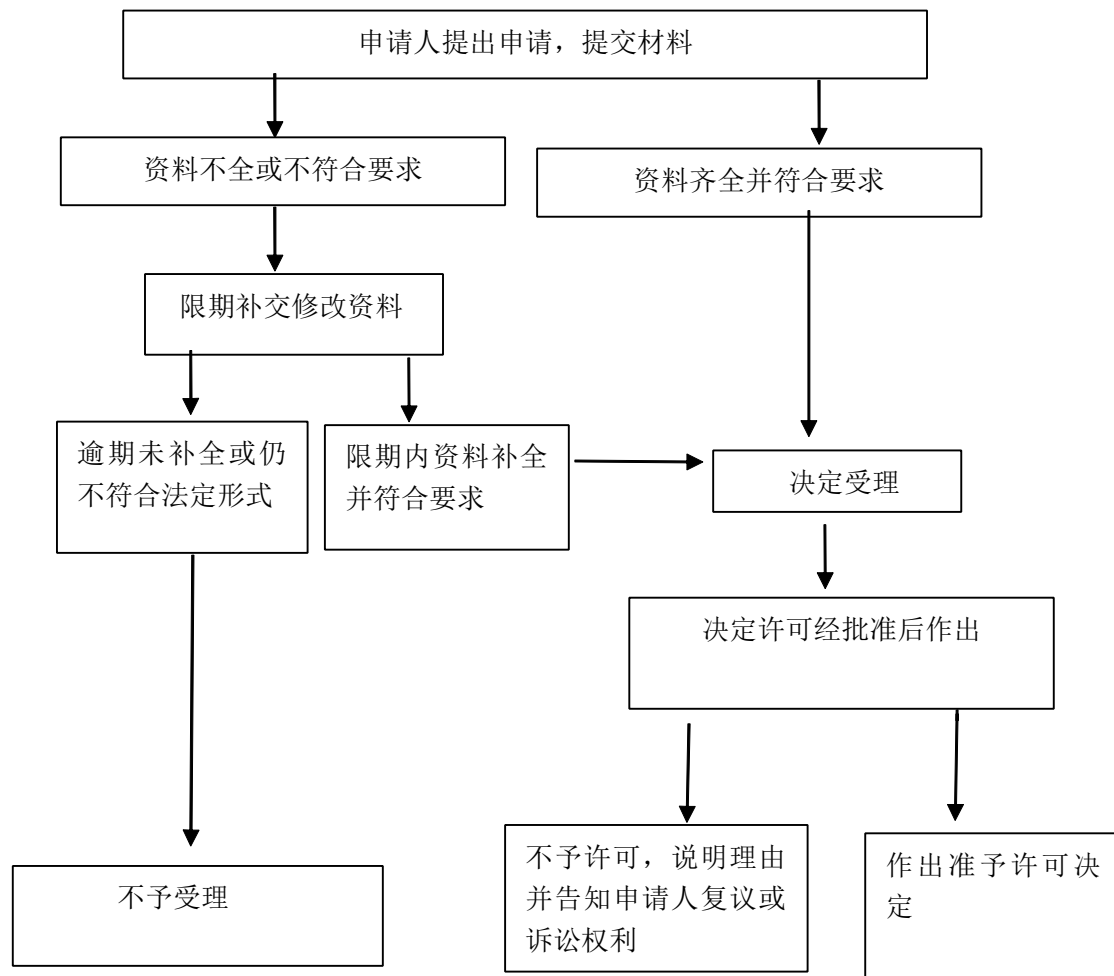 申请人提出申请，提交材料
资料不全或不符合要求
资料齐全并符合要求
限期补交修改资料
逾期未补全或仍
不符合法定形式
限期内资料补全
并符合要求
决定受理
决定许可经批准后作出
不予受理
不予许可，说明理由
并告知申请人复议或
诉讼权利
作出准予许可决
定